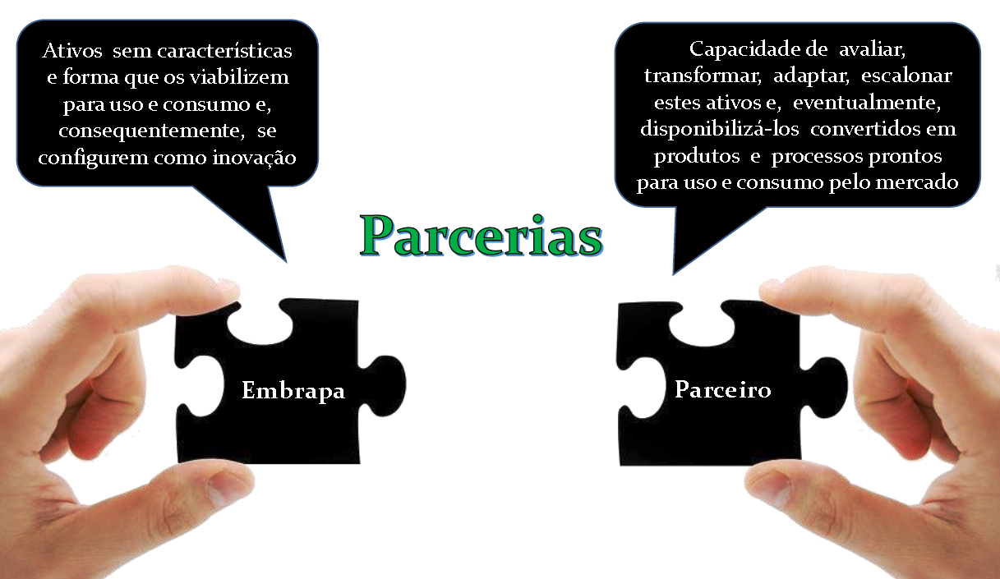 Ativos sem características
e forma que os viabilizem
para uso e consumo e,
consequentemente, se
configurem como inovação
Capacidade de avaliar,
transformar, adaptar, escalonar
estes ativos e, eventualmente,
disponibilizá-los convertidos em
produtos e processos prontos
para uso e consumo pelo mercado
Parcerias
Embrapa
Parceiro